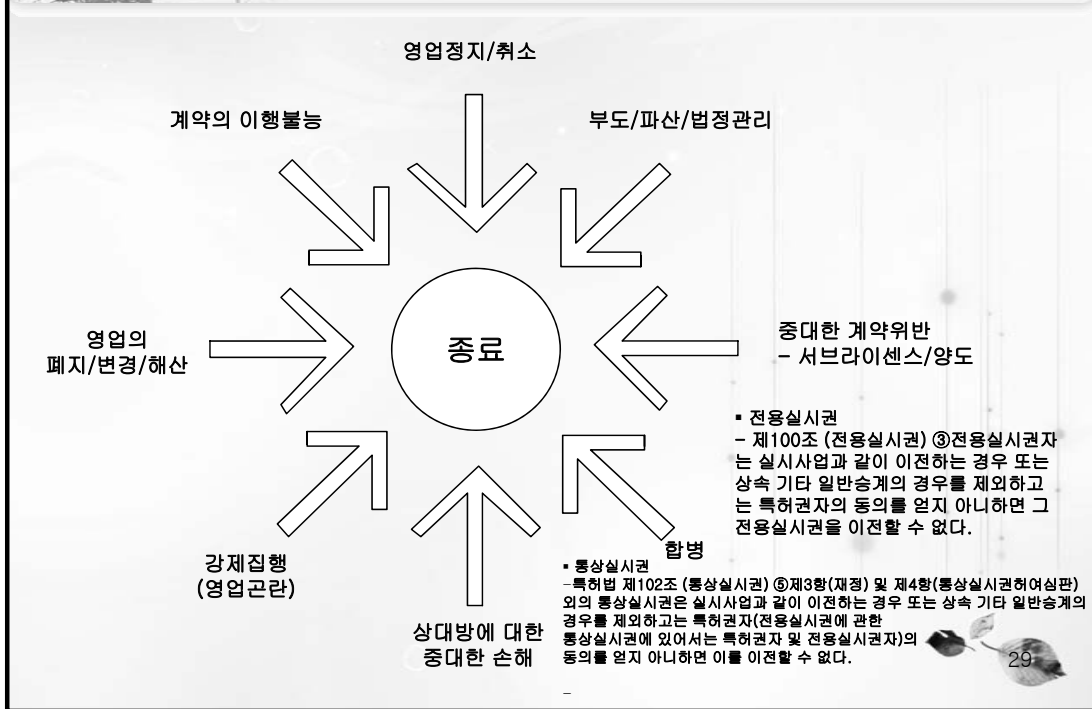 영업정지/취소
계약의 이행불능
부도/파산/법정관리
영업의
폐지/변경/해산
종료
중대한 계약위반
- 서브라이센스/양도
▪ 전용실시권
- 제100조 (전용실시권) ③전용실시권자
는 실시사업과 같이 이전하는 경우 또는
상속 기타 일반승계의 경우를 제외하고
는 특허권자의 동의를 얻지 아니하면 그
전용실시권을 이전할 수 없다.
강제집행
(영업곤란)
합병
상대방에 대한
중대한 손해
▪ 통상실시권
-특허법 제102조 (통상실시권) ⑤제3항(재정) 및 제4항(통상실시권허여심판)
외의 통상실시권은 실시사업과 같이 이전하는 경우 또는 상속 기타 일반승계의
경우를 제외하고는 특허권자(전용실시권에 관한
통상실시권에 있어서는 특허권자 및 전용실시권자)의
동의를 얻지 아니하면 이를 이전할 수 없다.
-
29